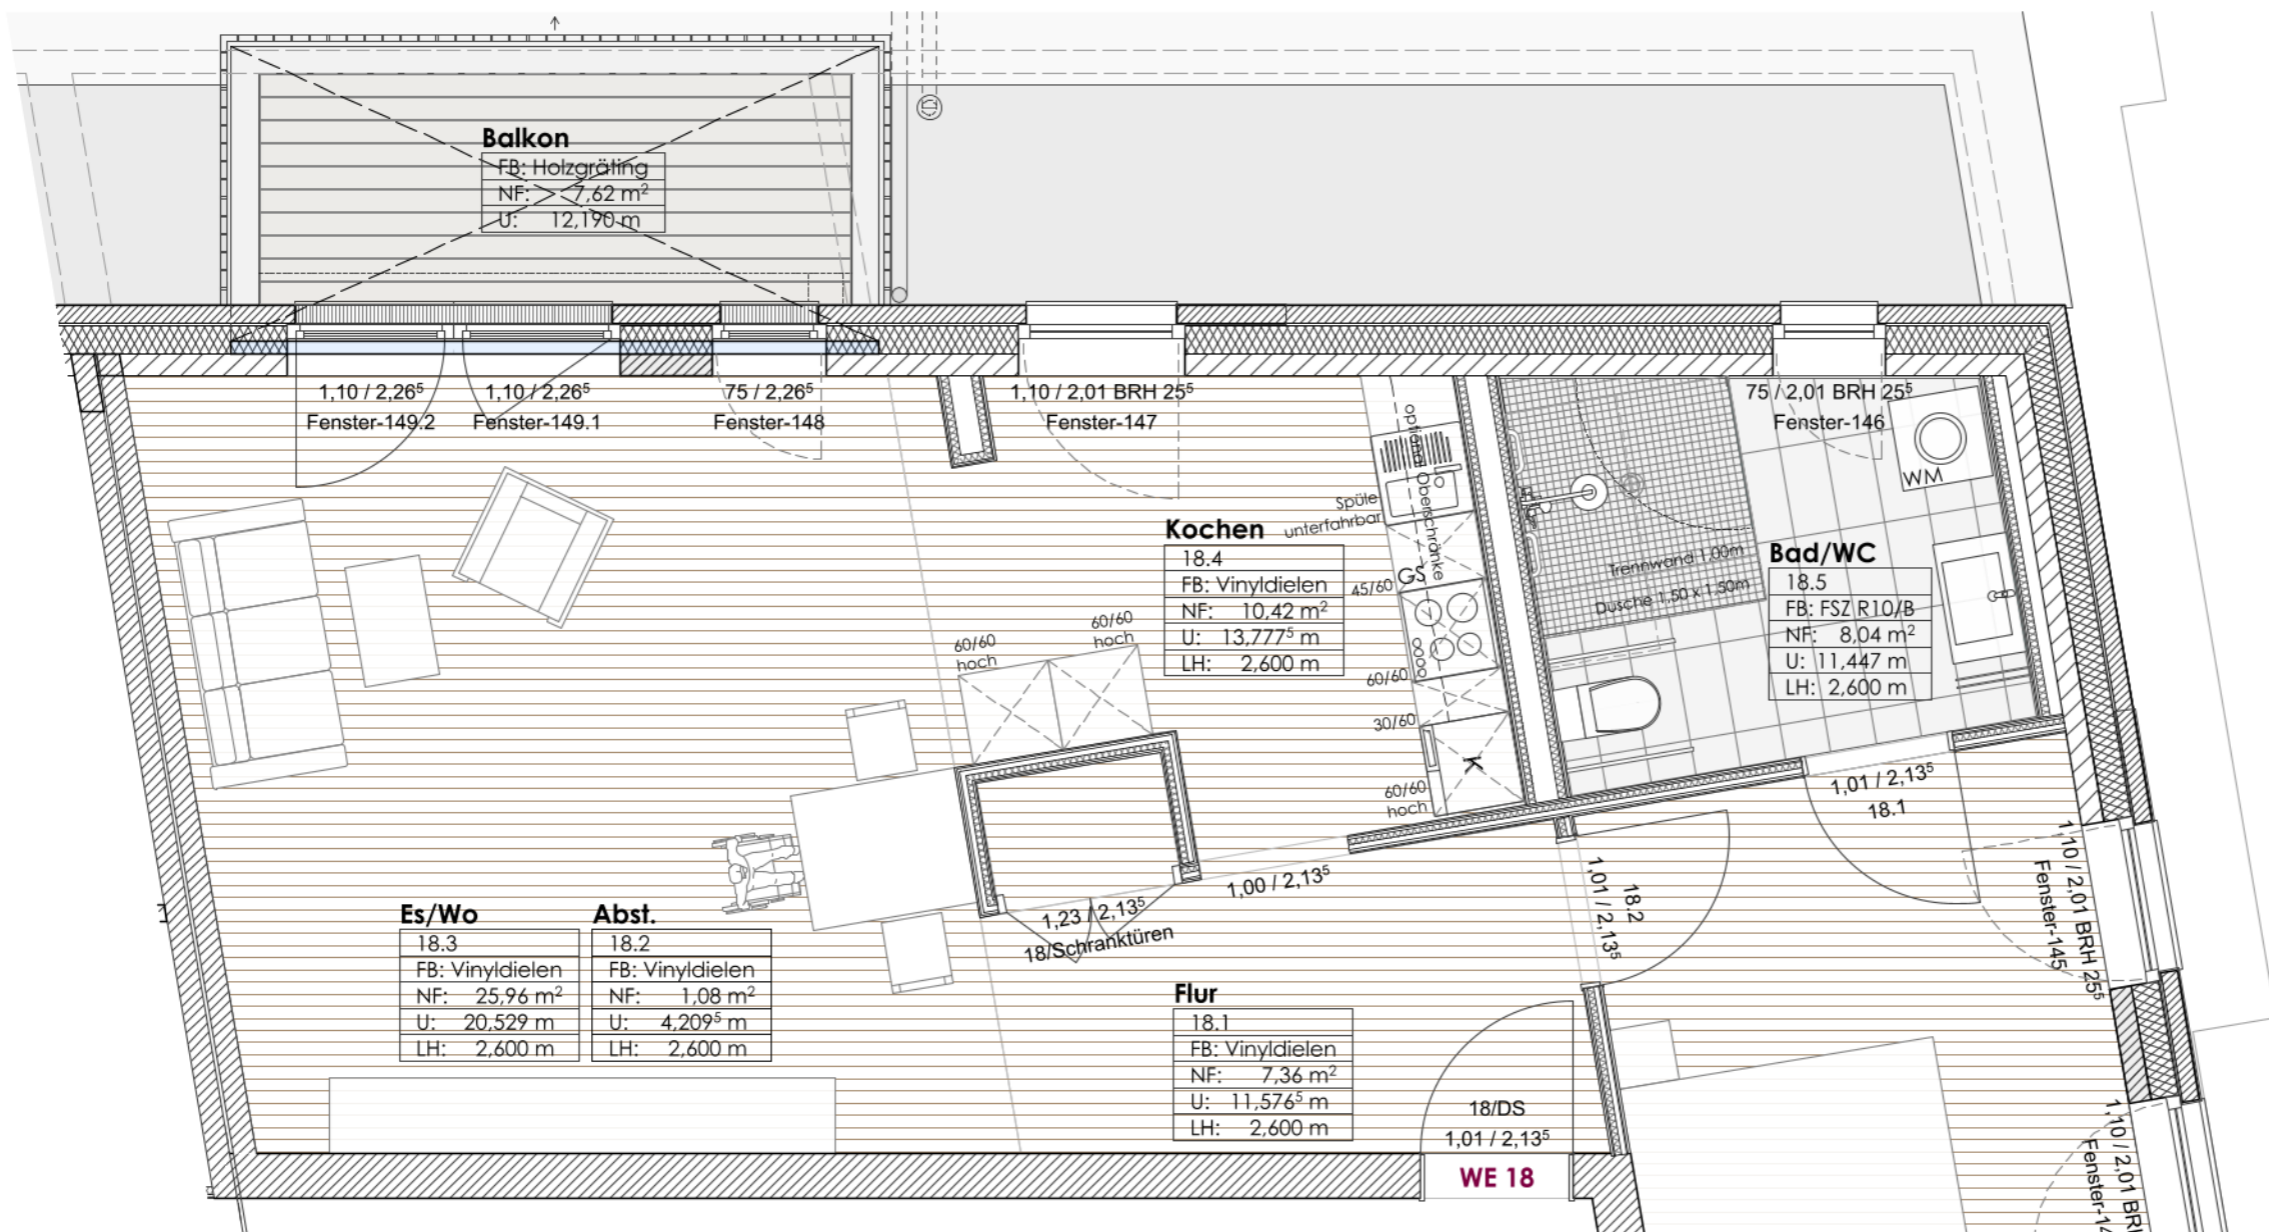 Balkon
FB: Holzgräting
NF: 7,62 m²
U: 12,190 m
1,10 / 2,26⁵
Fenster-149.2
1,10 / 2,26⁵
Fenster-149.1
75 / 2,26⁵
Fenster-148
1,10 / 2,01 BRH 25⁵
Fenster-147
75 / 2,01 BRH 25⁵
Fenster-146
WM
optional Oberschränke
Spüle
unterfahrbar
Kochen
18.4
FB: Vinyldielen
NF: 10,42 m²
U: 13,777⁵ m
LH: 2,600 m
GS
45/60
60/60
30/60
60/60
hoch
K
60/60
hoch
60/60
hoch
Trennwand 1,00m
Dusche 1,50 x 1,50m
Bad/WC
18.5
FB: FSZ R10/B
NF: 8,04 m²
U: 11,447 m
LH: 2,600 m
1,01 / 2,13⁵
18.1
1,10 / 2,01 BRH 25⁵
Fenster-145
18.2
1,01 / 2,13⁵
1,00 / 2,13⁵
1,23 / 2,13⁵
18/Schranktüren
Es/Wo
18.3
FB: Vinyldielen
NF: 25,96 m²
U: 20,529 m
LH: 2,600 m
Abst.
18.2
FB: Vinyldielen
NF: 1,08 m²
U: 4,209⁵ m
LH: 2,600 m
Flur
18.1
FB: Vinyldielen
NF: 7,36 m²
U: 11,576⁵ m
LH: 2,600 m
18/DS
1,01 / 2,13⁵
WE 18
1,10 / 2,01